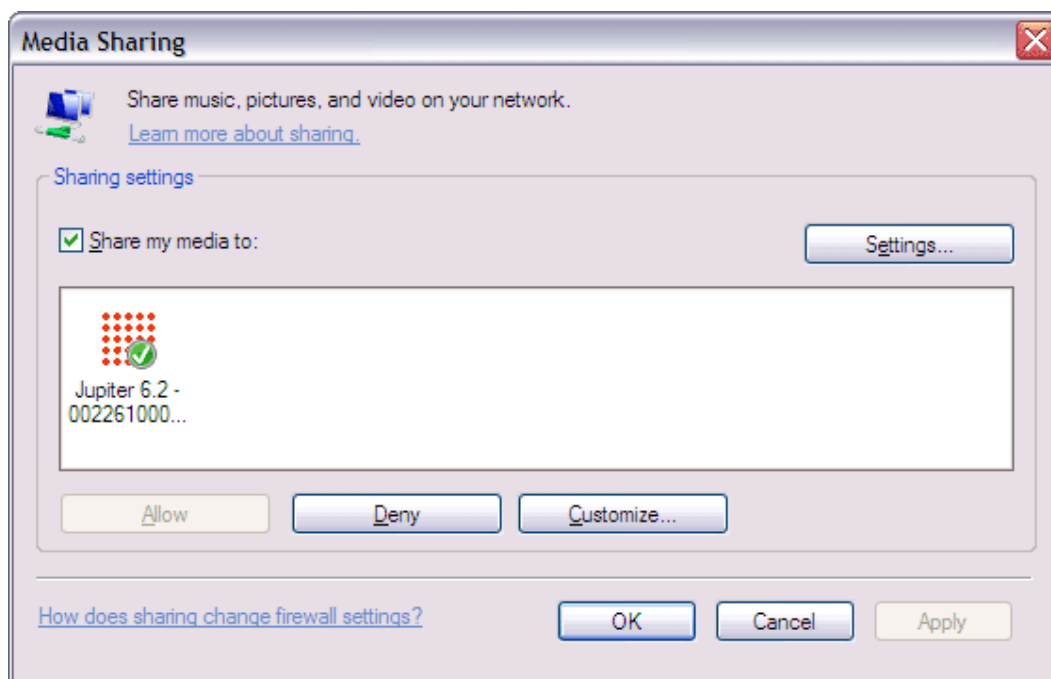 Media Sharing
Share music, pictures, and video on your network.
Learn more about sharing.
Sharing settings
Share my media to:
Settings...
Jupiter 6.2 -
002261000...
Allow
Deny
Customize...
How does sharing change firewall settings?
OK
Cancel
Apply